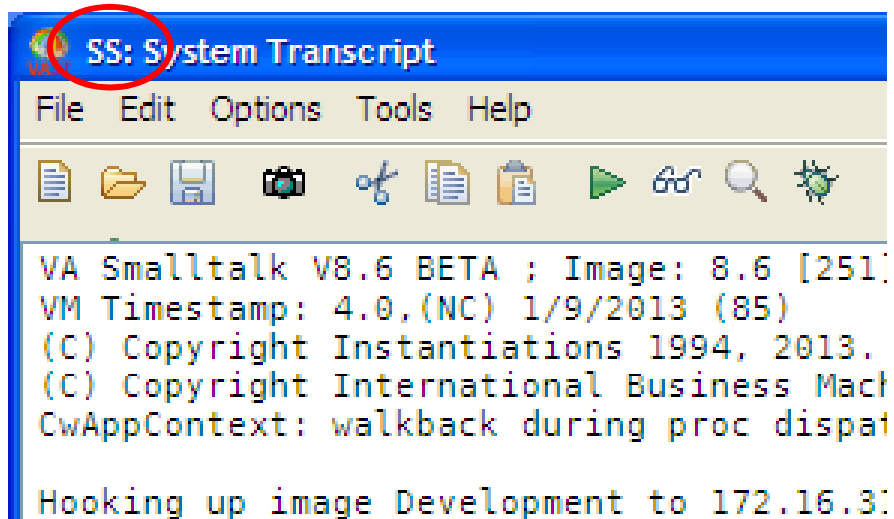 SS: System Transcript
File Edit Options Tools Help
VA Smalltalk V8.6 BETA ; Image: 8.6 [251]
VM Timestamp: 4.0,(NC) 1/9/2013 (85)
(C) Copyright Instantiations 1994, 2013.
(C) Copyright International Business Mach
CwAppContext: walkback during proc dispat
Hooking up image Development to 172.16.31